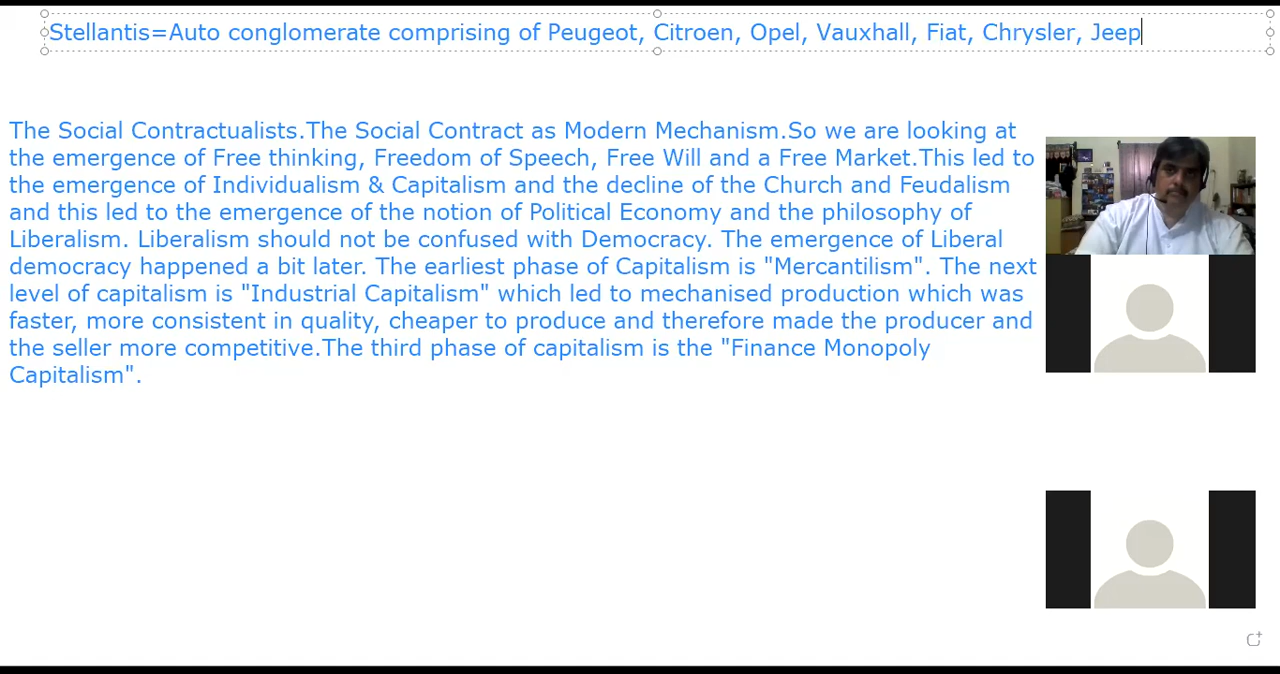 Stellantis=Auto conglomerate comprising of Peugeot, Citroen, Opel, Vauxhall, Fiat, Chrysler, Jeep
The Social Contractualists.The Social Contract as Modern Mechanism.So we are looking at
the emergence of Free thinking, Freedom of Speech, Free Will and a Free Market.This led to
the emergence of Individualism & Capitalism and the decline of the Church and Feudalism
and this led to the emergence of the notion of Political Economy and the philosophy of
Liberalism. Liberalism should not be confused with Democracy. The emergence of Liberal
democracy happened a bit later. The earliest phase of Capitalism is "Mercantilism". The next
level of capitalism is "Industrial Capitalism" which led to mechanised production which was
faster, more consistent in quality, cheaper to produce and therefore made the producer and
the seller more competitive.The third phase of capitalism is the "Finance Monopoly
Capitalism".